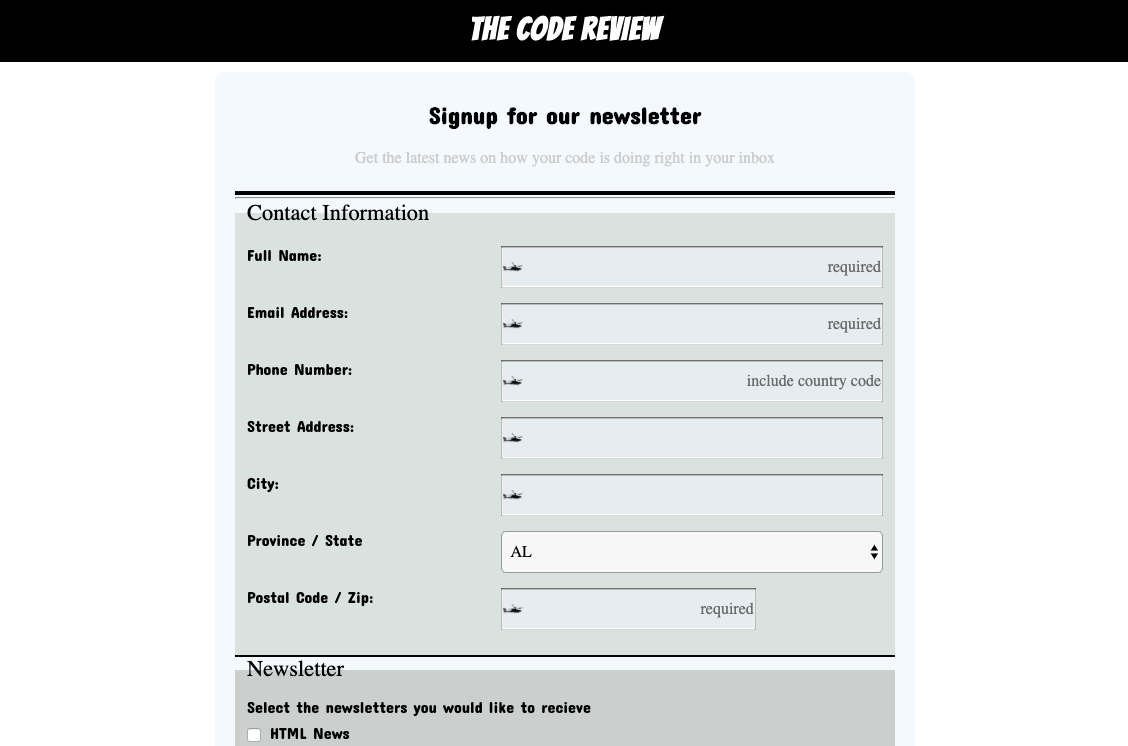 THE CODE REVIEW
Signup for our newsletter
Get the latest news on how your code is doing right in your inbox
Contact Information
Full Name:
required
Email Address:
required
Phone Number:
include country code
Street Address:
City:
Province / State
AL
Postal Code / Zip:
required
Newsletter
Select the newsletters you would like to recieve
HTML News